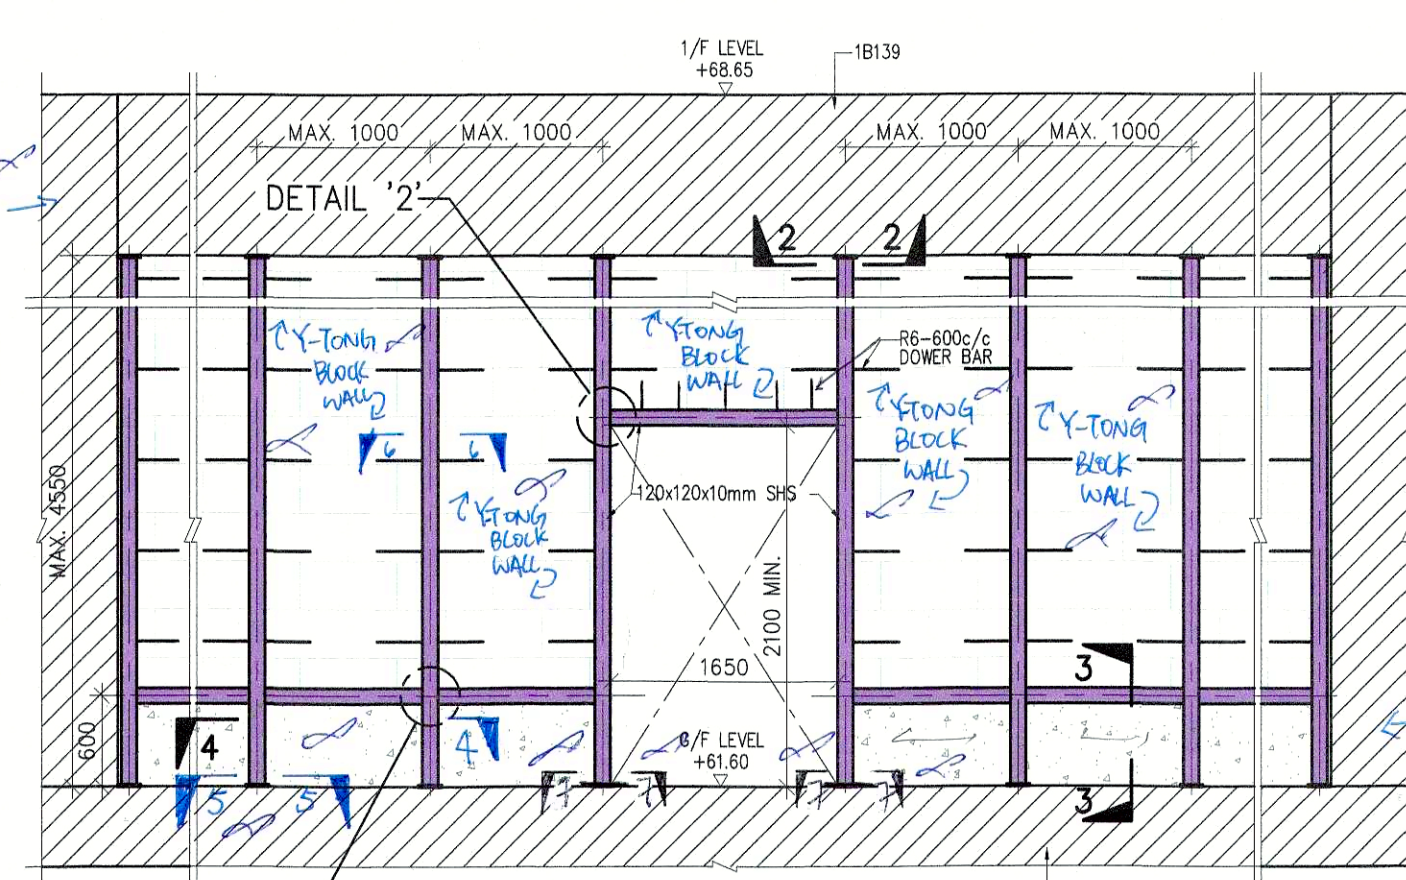 1/F LEVEL
+68.65
1B139
MAX. 1000
MAX. 1000
MAX. 1000
MAX. 1000
DETAIL '2'
2
2
Y-TONG
BLOCK
WALL
Y-TONG
BLOCK
WALL
R6-600c/c
DOWER BAR
Y-TONG
BLOCK
WALL
Y-TONG
BLOCK
WALL
6
6
Y-TONG
BLOCK
WALL
120x120x10mm SHS
MAX. 4550
2100 MIN.
1650
3
600
4
4
G/F LEVEL
+61.60
5
5
7
7
7
7
3